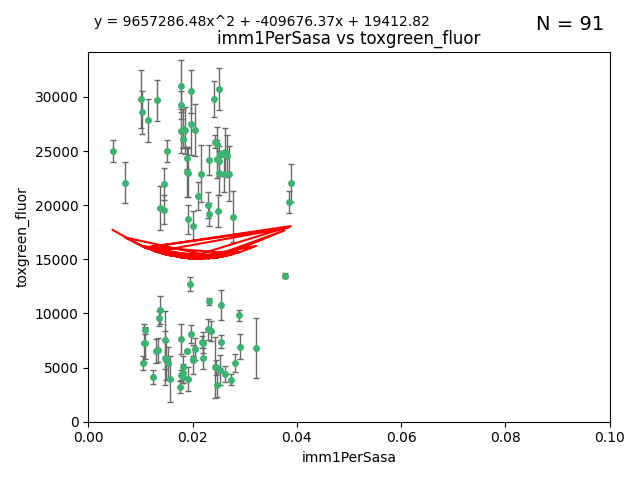 y = 9657286.48x^2 + -409676.37x + 19412.82
N = 91
imm1PerSasa vs toxgreen_fluor
toxgreen_fluor
30000
25000
20000
15000
10000
5000
0
0.00 0.02 0.04 0.06 0.08 0.10
imm1PerSasa